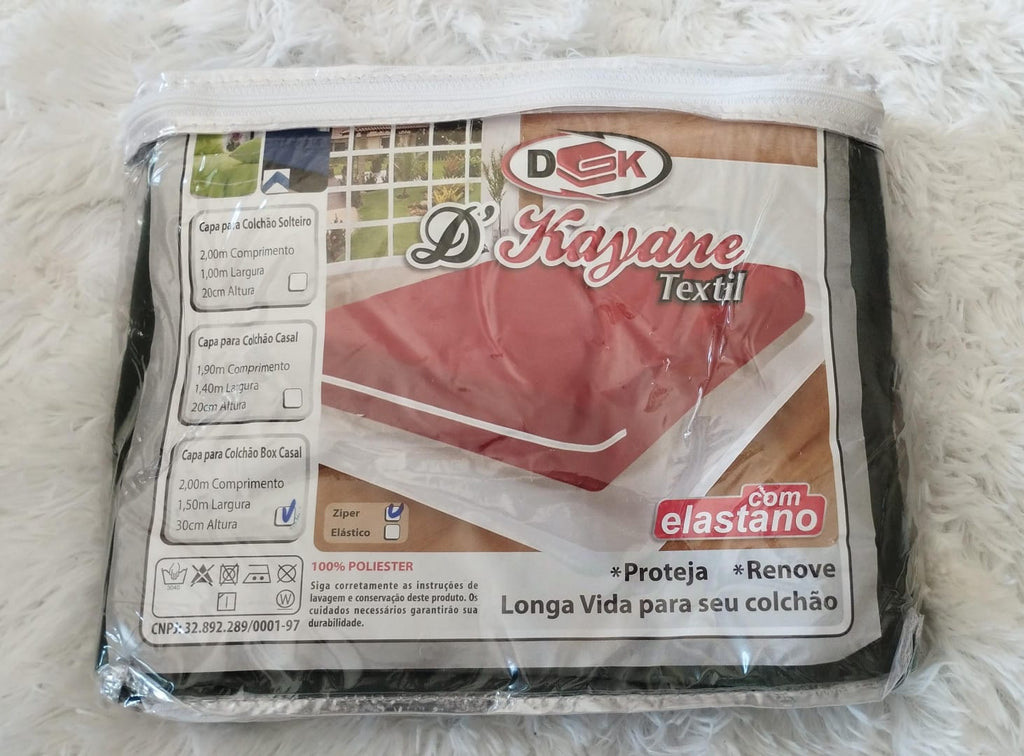 DGK
D' Kayane
Textil
Capa para Colchão Solteiro
2,00m Comprimento
1,00m Largura
20cm Altura
Capa para Colchão Casal
1,90m Comprimento
1,40m Largura
20cm Altura
Capa para Colchão Box Casal
2,00m Comprimento
1,50m Largura
30cm Altura
Ziper
Elástico
com
elastano
100% POLIESTER
Siga corretamente as instruções de
lavagem e conservação deste produto. Os
cuidados necessários garantirão sua
durabilidade.
*Proteja *Renove
Longa Vida para seu colchão
W
CNPJ: 32.892.289/0001-97